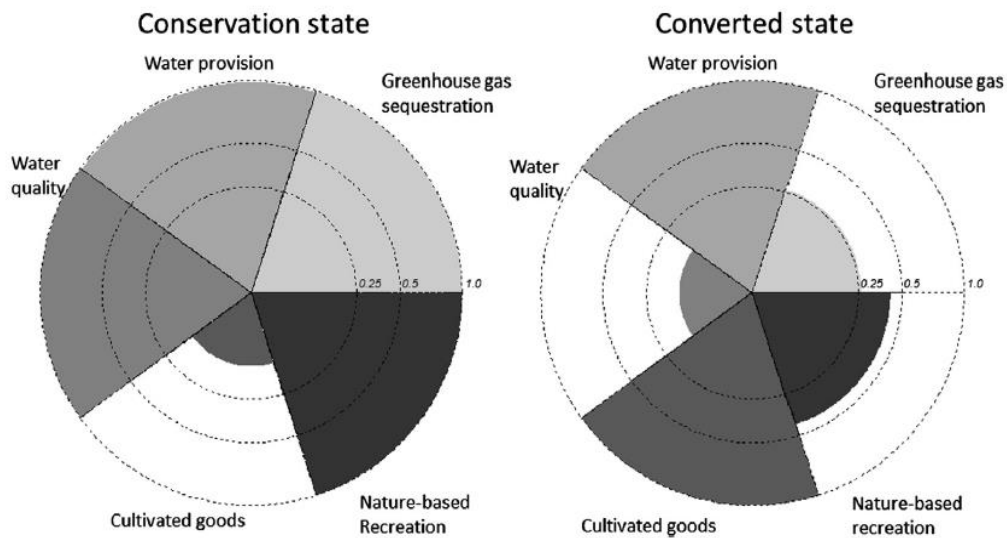 Conservation state
Water provision
Greenhouse gas
sequestration
Water
quality
0.25
0.5
1.0
Cultivated goods
Nature-based
Recreation
Converted state
Water provision
Greenhouse gas
sequestration
Water
quality
0.25
0.5
1.0
Cultivated goods
Nature-based
recreation